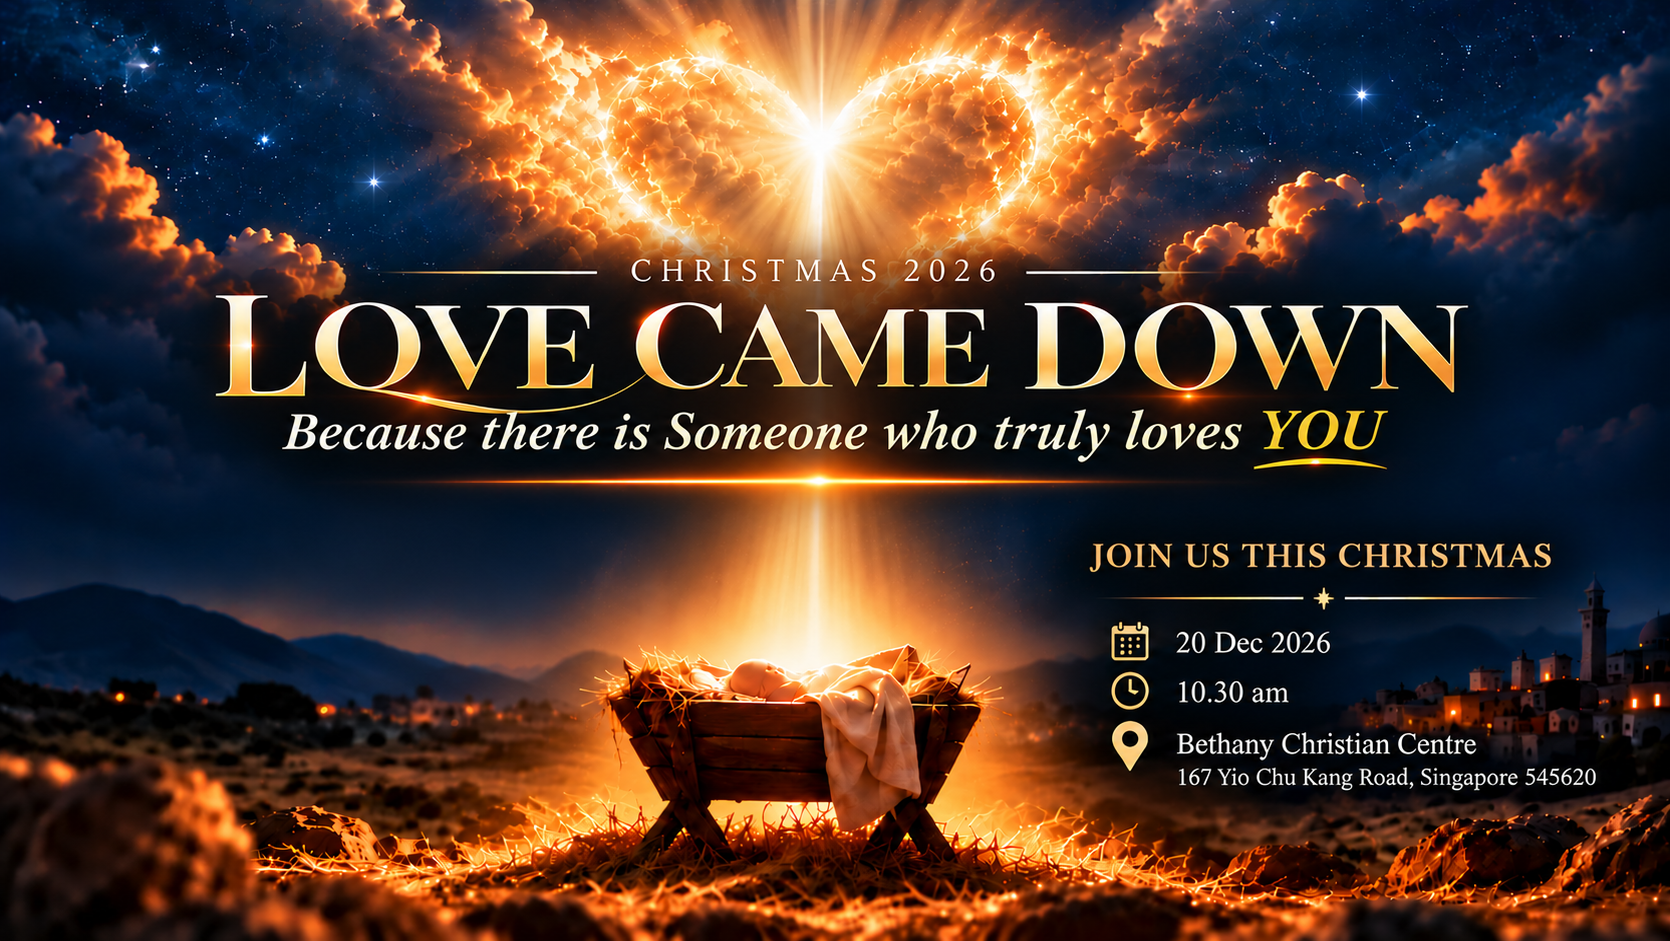 CHRISTMAS 2026
LOVE CAME DOWN
Because there is Someone who truly loves YOU
JOIN US THIS CHRISTMAS
20 Dec 2026
10.30 am
Bethany Christian Centre
167 Yio Chu Kang Road, Singapore 545620